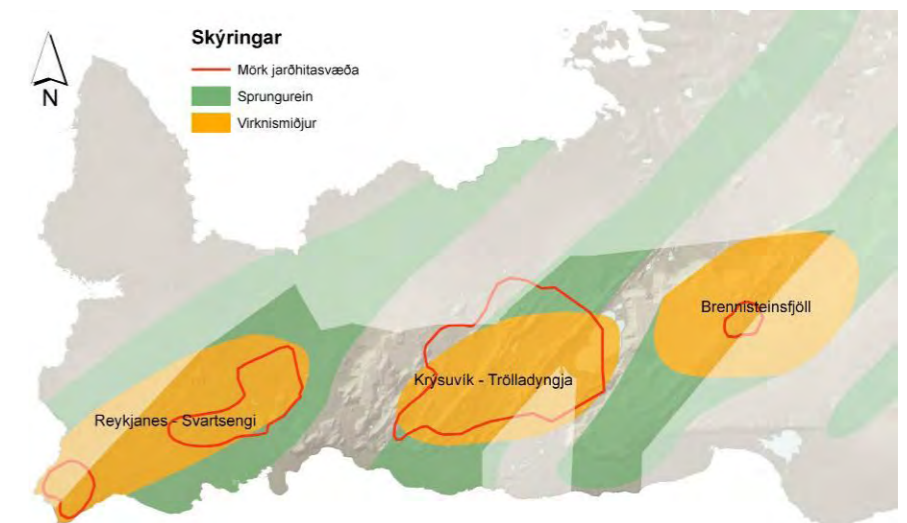 Skýringar
N
Mörk jarðhitasvæða
Sprungurein
Virknismiðjur
Brennisteinsfjöll
Krýsuvík - Trölladyngja
Reykjanes - Svartsengi